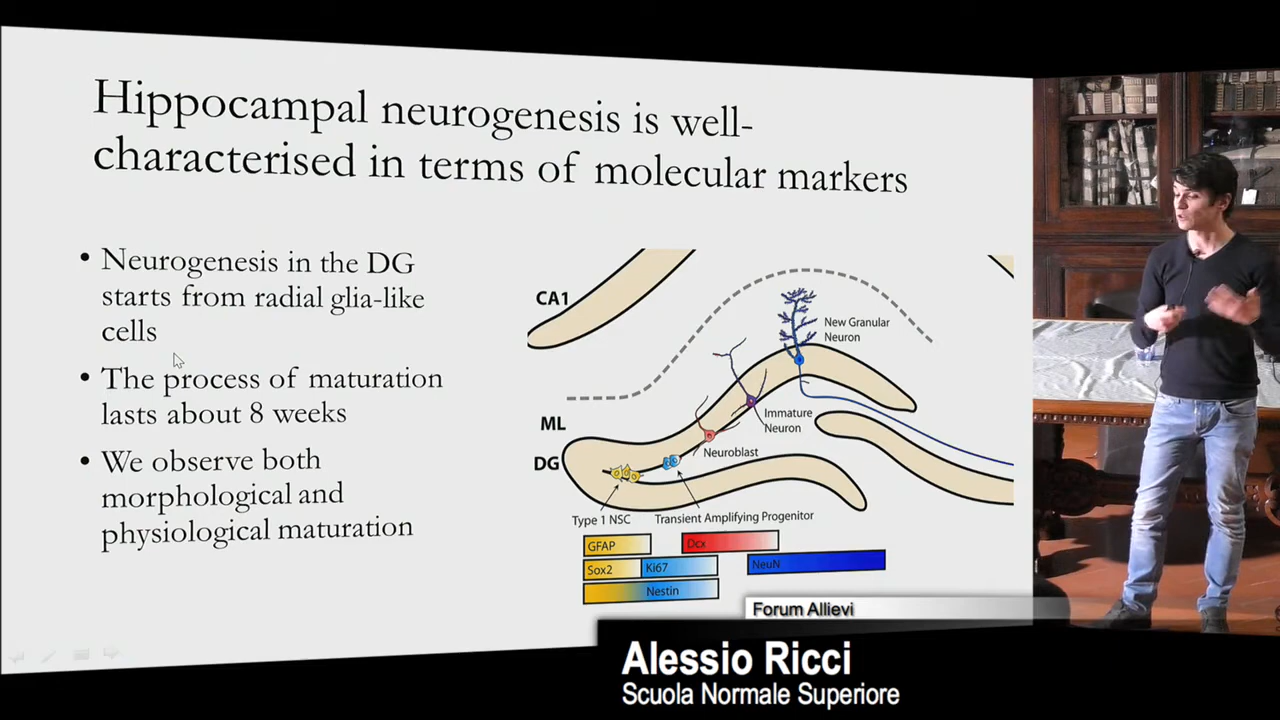 Hippocampal neurogenesis is well-
characterised in terms of molecular markers
• Neurogenesis in the DG
starts from radial glia-like
cells
• The process of maturation
lasts about 8 weeks
• We observe both
morphological and
physiological maturation
CA1
New Granular
Neuron
ML
Immature
Neuron
DG
Neuroblast
Type 1 NSC
Transient Amplifying Progenitor
GFAP
Dcx
Sox2
Ki67
NeuN
Nestin
Forum Allievi
Alessio Ricci
Scuola Normale Superiore